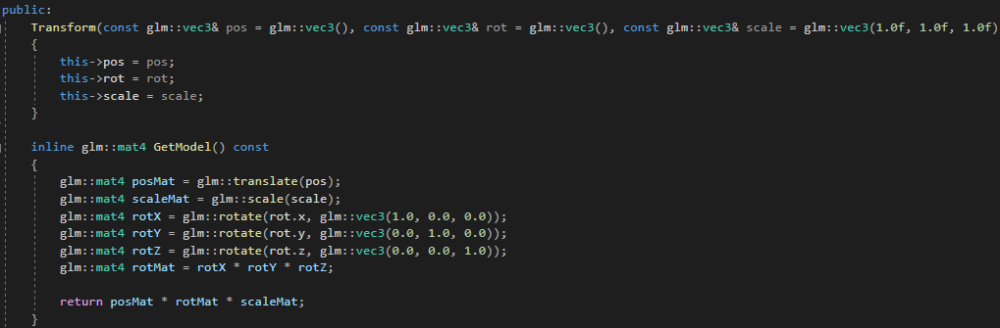 public:
Transform(const glm::vec3& pos = glm::vec3(), const glm::vec3& rot = glm::vec3(), const glm::vec3& scale = glm::vec3(1.0f, 1.0f, 1.0f)
{
this->pos = pos;
this->rot = rot;
this->scale = scale;
}
inline glm::mat4 GetModel() const
{
glm::mat4 posMat = glm::translate(pos);
glm::mat4 scaleMat = glm::scale(scale);
glm::mat4 rotX = glm::rotate(rot.x, glm::vec3(1.0, 0.0, 0.0));
glm::mat4 rotY = glm::rotate(rot.y, glm::vec3(0.0, 1.0, 0.0));
glm::mat4 rotZ = glm::rotate(rot.z, glm::vec3(0.0, 0.0, 1.0));
glm::mat4 rotMat = rotX * rotY * rotZ;
return posMat * rotMat * scaleMat;
}